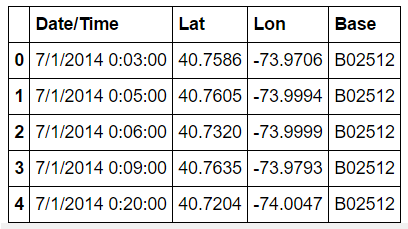 Date/Time Lat Lon Base
0 7/1/2014 0:03:00 40.7586 -73.9706 B02512
1 7/1/2014 0:05:00 40.7605 -73.9994 B02512
2 7/1/2014 0:06:00 40.7320 -73.9999 B02512
3 7/1/2014 0:09:00 40.7635 -73.9793 B02512
4 7/1/2014 0:20:00 40.7204 -74.0047 B02512